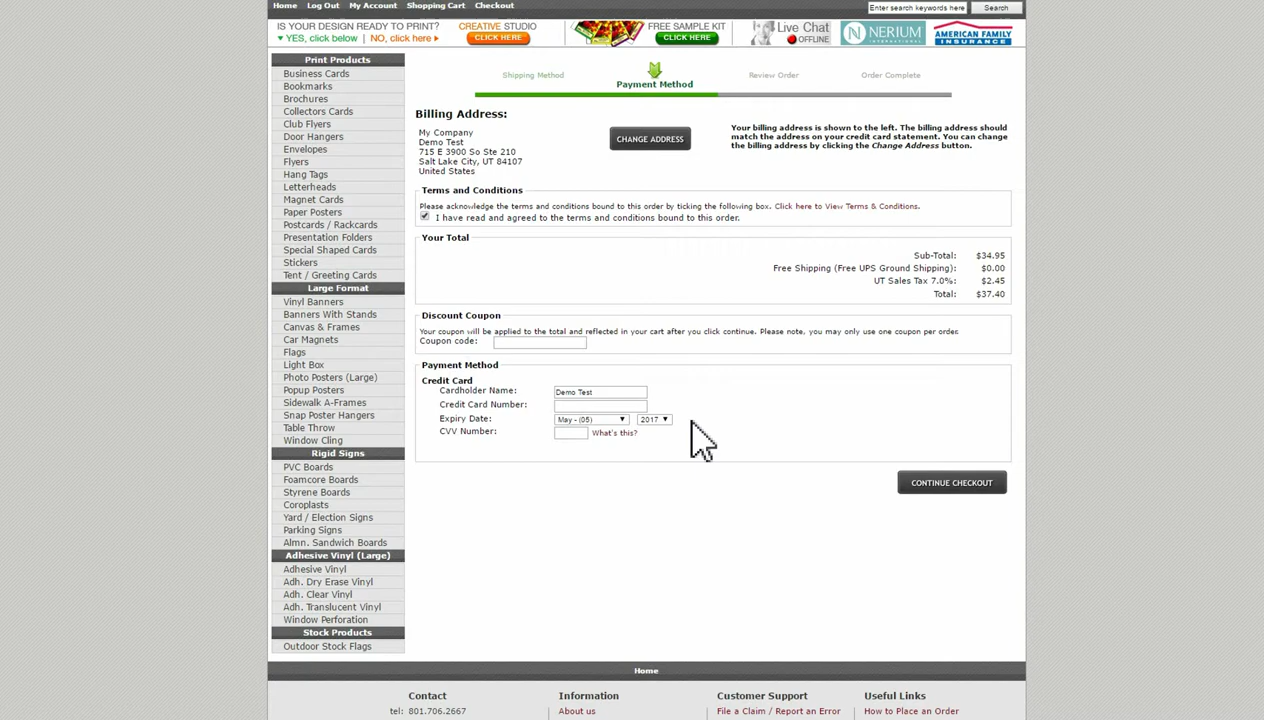 Home Log Out My Account Shopping Cart Checkout Enter search keywords here Search
IS YOUR DESIGN READY TO PRINT?
YES, click below NO, click here
CREATIVE STUDIO
CLICK HERE
FREE SAMPLE KIT
CLICK HERE
Live Chat
OFFLINE
NERIUM
INTERNATIONAL
AMERICAN FAMILY
INSURANCE
Print Products
Business Cards
Bookmarks
Brochures
Collectors Cards
Club Flyers
Door Hangers
Envelopes
Flyers
Hang Tags
Letterheads
Magnet Cards
Paper Posters
Postcards / Rackcards
Presentation Folders
Special Shaped Cards
Stickers
Tent / Greeting Cards
Large Format
Vinyl Banners
Banners With Stands
Canvas & Frames
Car Magnets
Flags
Light Box
Photo Posters (Large)
Popup Posters
Sidewalk A-Frames
Snap Poster Hangers
Table Throw
Window Cling
Rigid Signs
PVC Boards
Foamcore Boards
Styrene Boards
Coroplasts
Yard / Election Signs
Parking Signs
Almn. Sandwich Boards
Adhesive Vinyl (Large)
Adhesive Vinyl
Adh. Dry Erase Vinyl
Adh. Clear Vinyl
Adh. Translucent Vinyl
Window Perforation
Stock Products
Outdoor Stock Flags
Shipping Method Payment Method Review Order Order Complete
Billing Address:
My Company
Demo Test
715 E 3900 So Ste 210
Salt Lake City, UT 84107
United States
CHANGE ADDRESS
Your billing address is shown to the left. The billing address should
match the address on your credit card statement. You can change
the billing address by clicking the Change Address button.
Terms and Conditions
Please acknowledge the terms and conditions bound to this order by ticking the following box. Click here to View Terms & Conditions.
I have read and agreed to the terms and conditions bound to this order.
Your Total
Sub-Total: $34.95
Free Shipping (Free UPS Ground Shipping): $0.00
UT Sales Tax 7.0%: $2.45
Total: $37.40
Discount Coupon
Your coupon will be applied to the total and reflected in your cart after you click continue. Please note, you may only use one coupon per order.
Coupon code:
Payment Method
Credit Card
Cardholder Name: Demo Test
Credit Card Number:
Expiry Date: May - (05) 2017
CVV Number: What's this?
CONTINUE CHECKOUT
Home
Contact Information Customer Support Useful Links
tel: 801.706.2667 About us File a Claim / Report an Error How to Place an Order